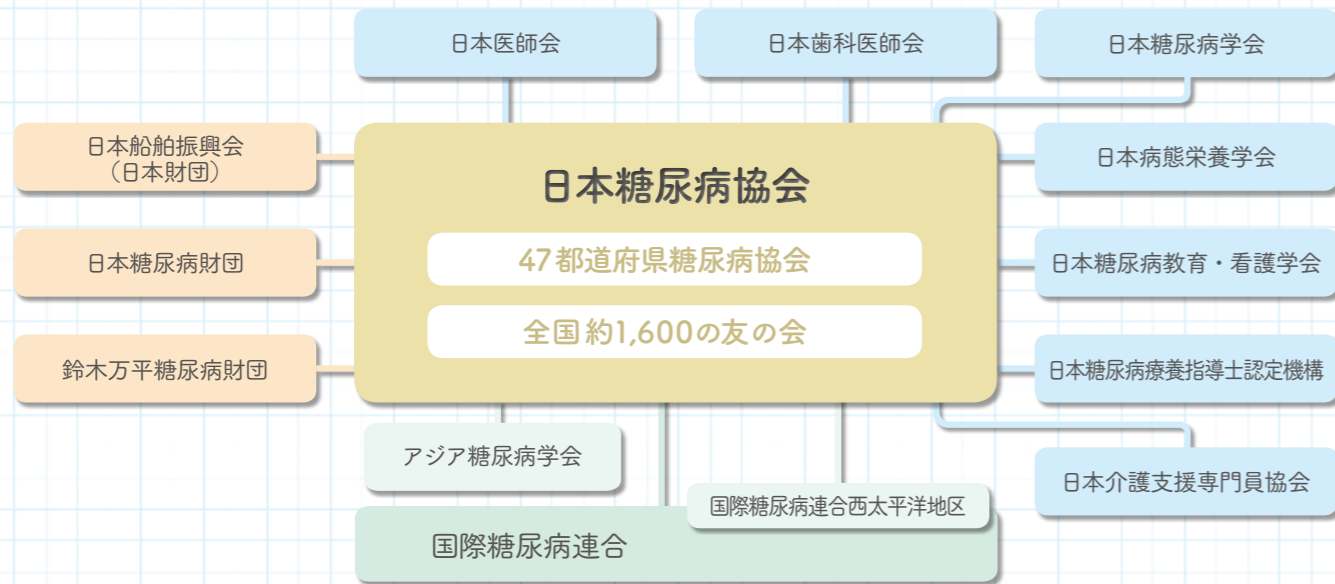 日本医師会
日本歯科医師会
日本糖尿病学会
日本船舶振興会
（日本財団）
日本糖尿病財団
鈴木万平糖尿病財団
日本糖尿病協会
47都道府県糖尿病協会
全国約1,600の友の会
日本病態栄養学会
日本糖尿病教育・看護学会
日本糖尿病療養指導士認定機構
日本介護支援専門員協会
アジア糖尿病学会
国際糖尿病連合西太平洋地区
国際糖尿病連合